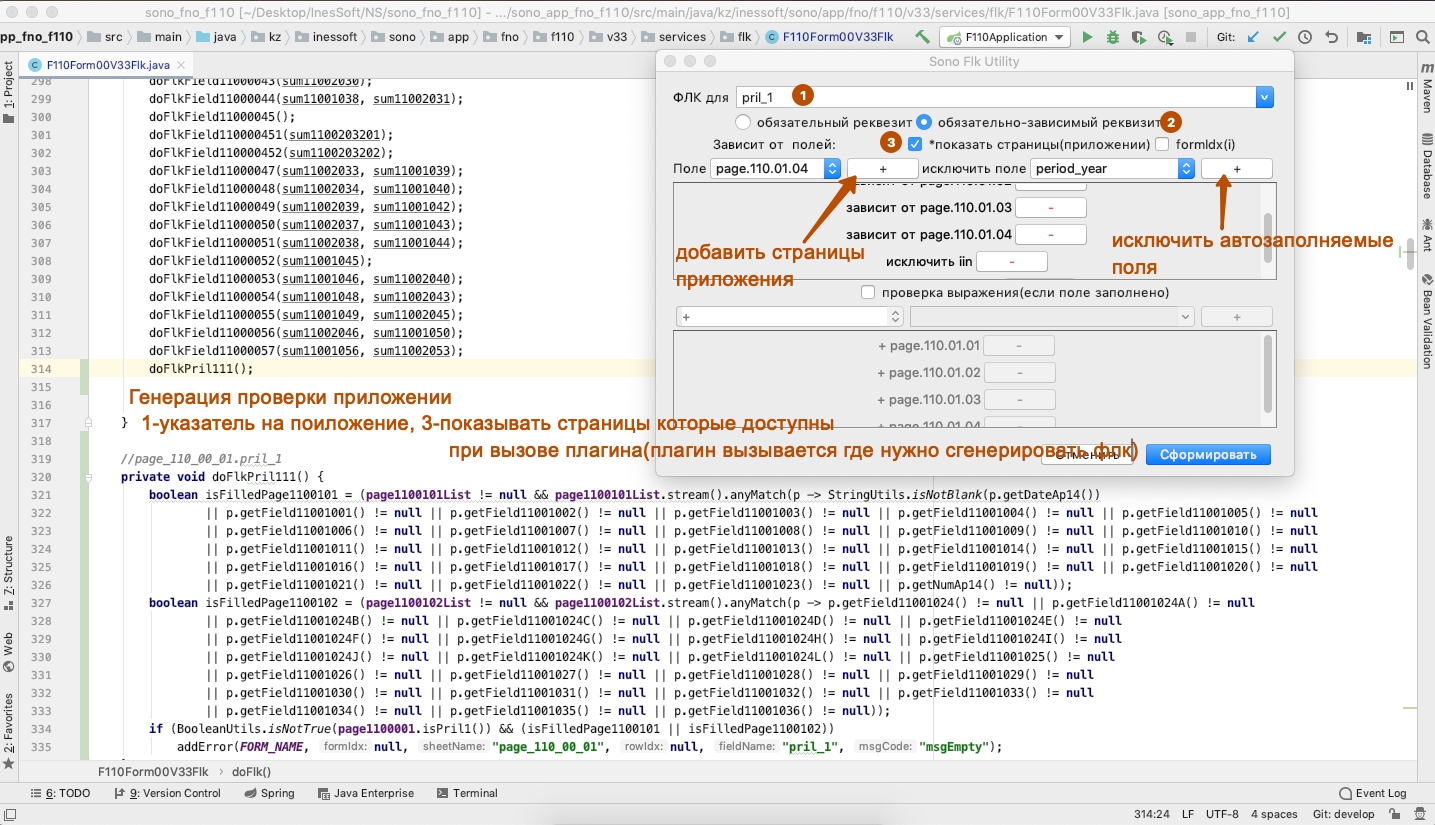 sono_fno_f110 [~/Desktop/InesSoft/NS/sono_fno_f110] - .../sono_app_fno_f110/src/main/java/kz/inessoft/sono/app/fno/f110/v33/services/flk/F110Form00V33Flk.java [sono_app_fno_f110]
pp_fno_f110 src main java kz inessoft sono app fno f110 v33 services flk F110Form00V33Flk F110Application Git:
F110Form00V33Flk.java
1: Project
Maven
Database
Ant
Bean Validation
Z: Structure
Web
2: Favorites
298 doFlkField11000043(sum11002030);
299 doFlkField11000044(sum11001038, sum11002031);
300 doFlkField11000045();
301 doFlkField110000451(sum1100203201);
302 doFlkField110000452(sum1100203202);
303 doFlkField11000047(sum11002033, sum11001039);
304 doFlkField11000048(sum11002034, sum11001040);
305 doFlkField11000049(sum11002039, sum11001042);
306 doFlkField11000050(sum11002037, sum11001043);
307 doFlkField11000051(sum11002038, sum11001044);
308 doFlkField11000052(sum11001045);
309 doFlkField11000053(sum11001046, sum11002040);
310 doFlkField11000054(sum11001048, sum11002043);
311 doFlkField11000055(sum11001049, sum11002045);
312 doFlkField11000056(sum11002046, sum11001050);
313 doFlkField11000057(sum11001056, sum11002053);
314 doFlkPril111();
315
316
317 }
318
Sono Flk Utility
ФЛК для pril_1 1
обязательный реквезит обязательно-зависимый реквизит 2
Зависит от полей: 3 *показать страницы(приложении) formIdx(i)
Поле page.110.01.04 + исключить поле period_year +
зависит от page.110.01.03 -
зависит от page.110.01.04 -
исключить iin -
добавить страницы
приложения
исключить автозаполняемые
поля
проверка выражения(если поле заполнено)
+ +
+ page.110.01.01 -
+ page.110.01.02 -
+ page.110.01.03 -
+ page.110.01.04 -
Отменить Сформировать
Генерация проверки приложении
1-указатель на поиложение, 3-показывать страницы которые доступны
при вызове плагина(плагин вызывается где нужно сгенерировать флк)
319 //page_110_00_01.pril_1
320 private void doFlkPril111() {
321 boolean isFilledPage1100101 = (page1100101List != null && page1100101List.stream().anyMatch(p -> StringUtils.isNotBlank(p.getDateAp14())
322 || p.getField11001001() != null || p.getField11001002() != null || p.getField11001003() != null || p.getField11001004() != null || p.getField11001005() != null
323 || p.getField11001006() != null || p.getField11001007() != null || p.getField11001008() != null || p.getField11001009() != null || p.getField11001010() != null
324 || p.getField11001011() != null || p.getField11001012() != null || p.getField11001013() != null || p.getField11001014() != null || p.getField11001015() != null
325 || p.getField11001016() != null || p.getField11001017() != null || p.getField11001018() != null || p.getField11001019() != null || p.getField11001020() != null
326 || p.getField11001021() != null || p.getField11001022() != null || p.getField11001023() != null || p.getNumAp14() != null));
327 boolean isFilledPage1100102 = (page1100102List != null && page1100102List.stream().anyMatch(p -> p.getField11001024() != null || p.getField11001024A() != null
328 || p.getField11001024B() != null || p.getField11001024C() != null || p.getField11001024D() != null || p.getField11001024E() != null
329 || p.getField11001024F() != null || p.getField11001024G() != null || p.getField11001024H() != null || p.getField11001024I() != null
330 || p.getField11001024J() != null || p.getField11001024K() != null || p.getField11001024L() != null || p.getField11001025() != null
331 || p.getField11001026() != null || p.getField11001027() != null || p.getField11001028() != null || p.getField11001029() != null
332 || p.getField11001030() != null || p.getField11001031() != null || p.getField11001032() != null || p.getField11001033() != null
333 || p.getField11001034() != null || p.getField11001035() != null || p.getField11001036() != null));
334 if (BooleanUtils.isNotTrue(page1100001.isPril1()) && (isFilledPage1100101 || isFilledPage1100102))
335 addError(FORM_NAME, formIdx: null, sheetName: "page_110_00_01", rowIdx: null, fieldName: "pril_1", msgCode: "msgEmpty");
F110Form00V33Flk › doFlk()
6: TODO 9: Version Control Spring Java Enterprise Terminal Event Log
314:24 LF UTF-8 4 spaces Git: develop